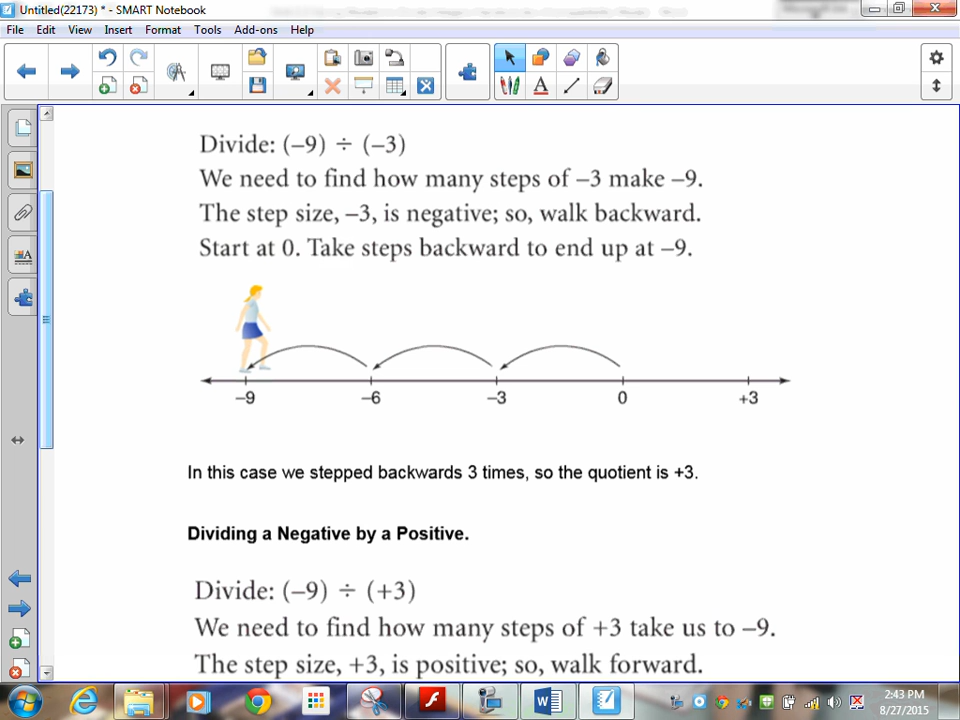 Untitled(22173) * - SMART Notebook
File Edit View Insert Format Tools Add-ons Help
Divide: (–9) ÷ (–3)
We need to find how many steps of –3 make –9.
The step size, –3, is negative; so, walk backward.
Start at 0. Take steps backward to end up at –9.
–9 –6 –3 0 +3
In this case we stepped backwards 3 times, so the quotient is +3.
Dividing a Negative by a Positive.
Divide: (–9) ÷ (+3)
We need to find how many steps of +3 take us to –9.
The step size, +3, is positive; so, walk forward.
2:43 PM
8/27/2015